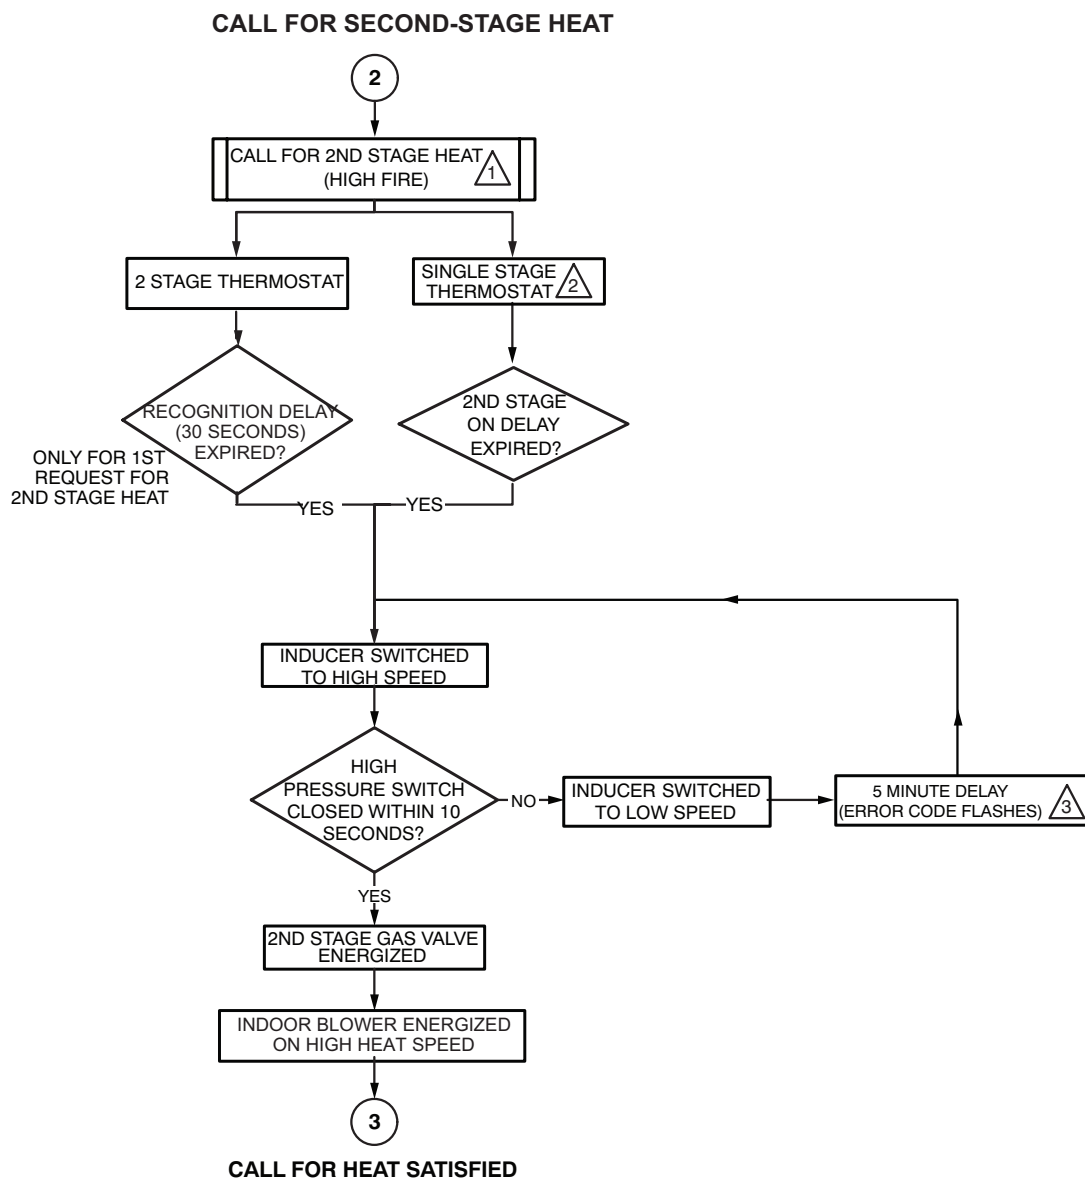 CALL FOR SECOND-STAGE HEAT
2
CALL FOR 2ND STAGE HEAT
(HIGH FIRE)
1
2 STAGE THERMOSTAT
SINGLE STAGE
THERMOSTAT
2
RECOGNITION DELAY
(30 SECONDS)
EXPIRED?
2ND STAGE
ON DELAY
EXPIRED?
ONLY FOR 1ST
REQUEST FOR
2ND STAGE HEAT
YES
YES
INDUCER SWITCHED
TO HIGH SPEED
HIGH
PRESSURE SWITCH
CLOSED WITHIN 10
SECONDS?
NO
INDUCER SWITCHED
TO LOW SPEED
5 MINUTE DELAY
(ERROR CODE FLASHES)
3
YES
2ND STAGE GAS VALVE
ENERGIZED
INDOOR BLOWER ENERGIZED
ON HIGH HEAT SPEED
3
CALL FOR HEAT SATISFIED